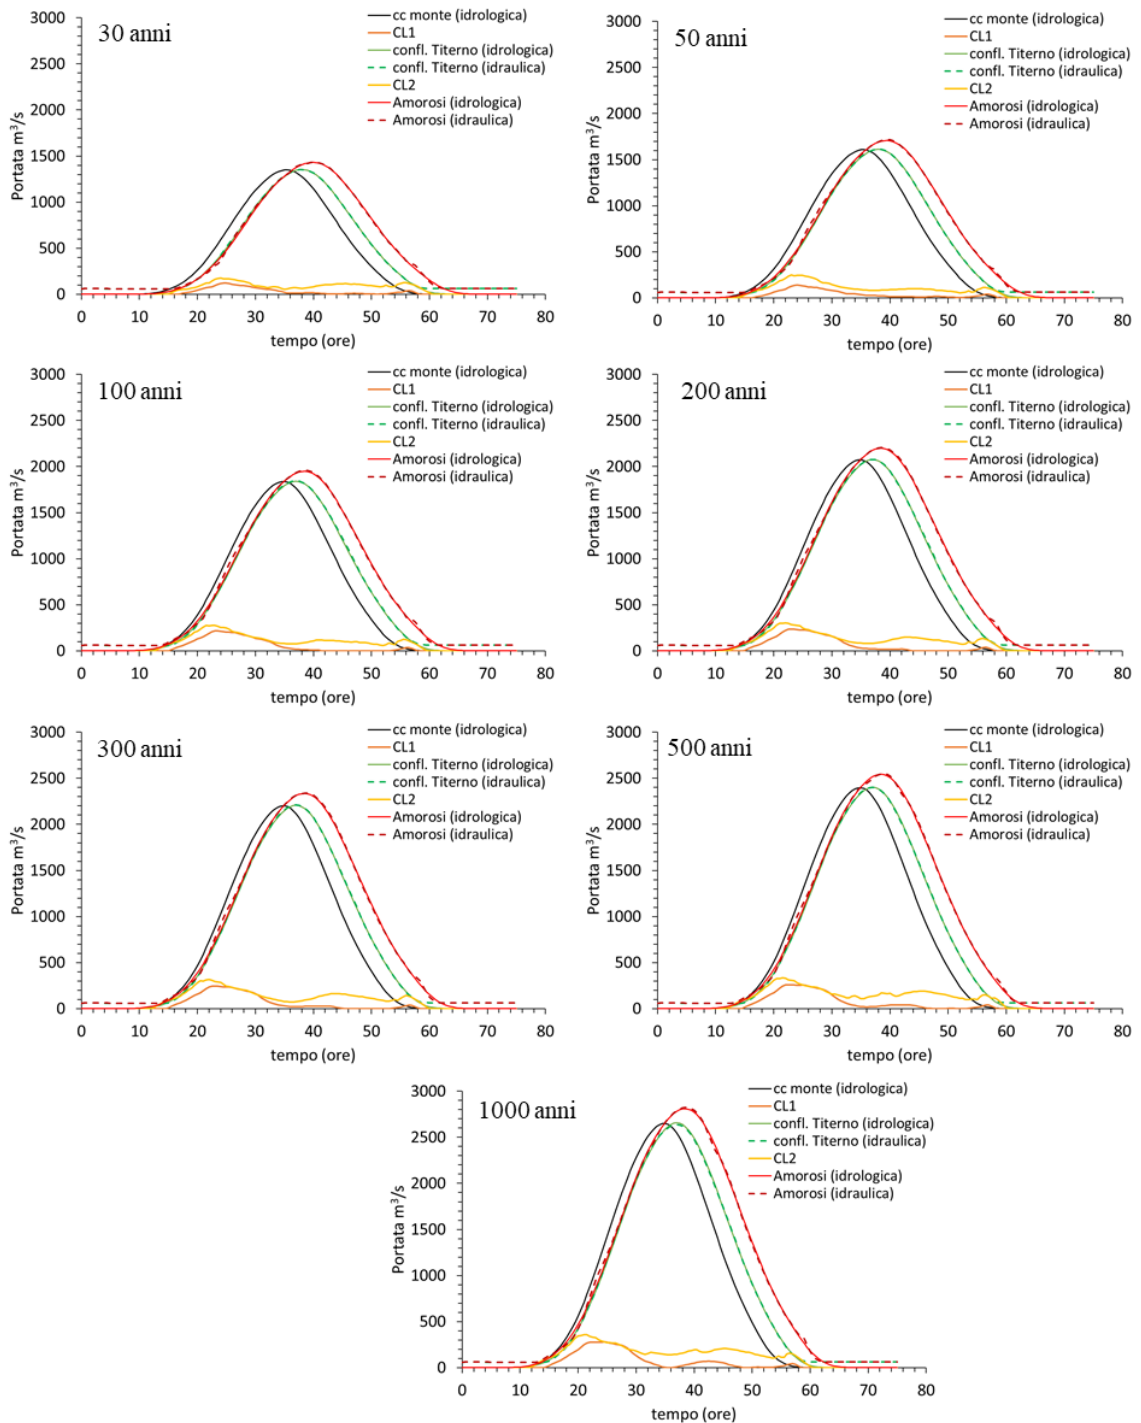 30 anni
3000
2500
2000
1500
1000
500
0
Portata m³/s
0 10 20 30 40 50 60 70 80
tempo (ore)
cc monte (idrologica)
CL1
confl. Titerno (idrologica)
confl. Titerno (idraulica)
CL2
Amorosi (idrologica)
Amorosi (idraulica)
50 anni
3000
2500
2000
1500
1000
500
0
Portata m³/s
0 10 20 30 40 50 60 70 80
tempo (ore)
cc monte (idrologica)
CL1
confl. Titerno (idrologica)
confl. Titerno (idraulica)
CL2
Amorosi (idrologica)
Amorosi (idraulica)
100 anni
3000
2500
2000
1500
1000
500
0
Portata m³/s
0 10 20 30 40 50 60 70 80
tempo (ore)
cc monte (idrologica)
CL1
confl. Titerno (idrologica)
confl. Titerno (idraulica)
CL2
Amorosi (idrologica)
Amorosi (idraulica)
200 anni
3000
2500
2000
1500
1000
500
0
Portata m³/s
0 10 20 30 40 50 60 70 80
tempo (ore)
cc monte (idrologica)
CL1
confl. Titerno (idrologica)
confl. Titerno (idraulica)
CL2
Amorosi (idrologica)
Amorosi (idraulica)
300 anni
3000
2500
2000
1500
1000
500
0
Portata m³/s
0 10 20 30 40 50 60 70 80
tempo (ore)
cc monte (idrologica)
CL1
confl. Titerno (idrologica)
confl. Titerno (idraulica)
CL2
Amorosi (idrologica)
Amorosi (idraulica)
500 anni
3000
2500
2000
1500
1000
500
0
Portata m³/s
0 10 20 30 40 50 60 70 80
tempo (ore)
cc monte (idrologica)
CL1
confl. Titerno (idrologica)
confl. Titerno (idraulica)
CL2
Amorosi (idrologica)
Amorosi (idraulica)
1000 anni
3000
2500
2000
1500
1000
500
0
Portata m³/s
0 10 20 30 40 50 60 70 80
tempo (ore)
cc monte (idrologica)
CL1
confl. Titerno (idrologica)
confl. Titerno (idraulica)
CL2
Amorosi (idrologica)
Amorosi (idraulica)